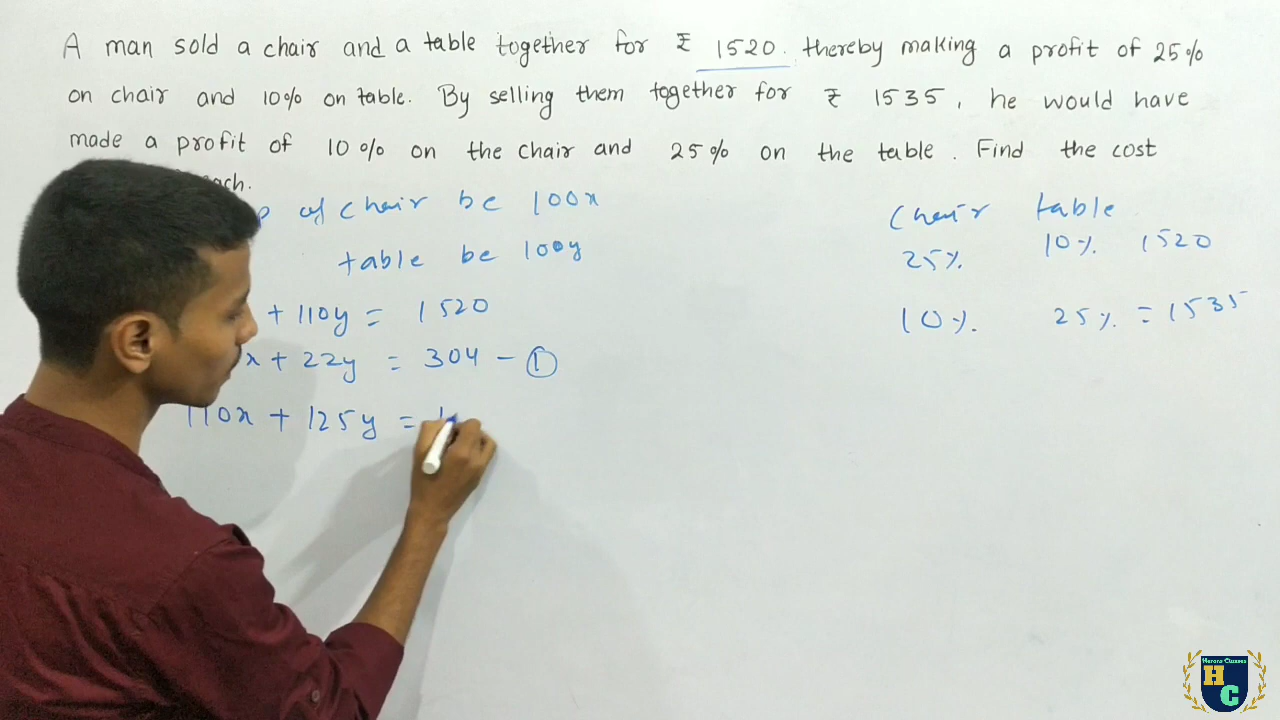 A man sold a chair and a table together for ₹ 1520. thereby making a profit of 25%
on chair and 10% on table. By selling them together for ₹ 1535, he would have
made a profit of 10% on the chair and 25% on the table. Find the cost
of chair be 100x
table be 100y
+ 110y = 1520
x + 22y = 304 - ①
110x + 125y =
chair table
25% 10% 1520
10% 25% = 1535
Herons Classes
HC